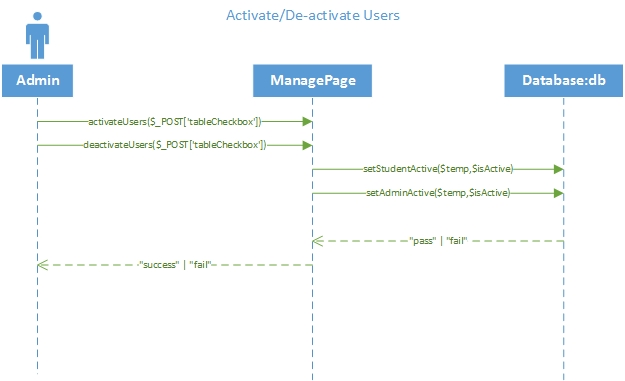 Activate/De-activate Users
Admin
ManagePage
Database:db
activateUsers($_POST['tableCheckbox'])
deactivateUsers($_POST['tableCheckbox'])
setStudentActive($temp,$isActive)
setAdminActive($temp,$isActive)
"pass" | "fail"
"success" | "fail"